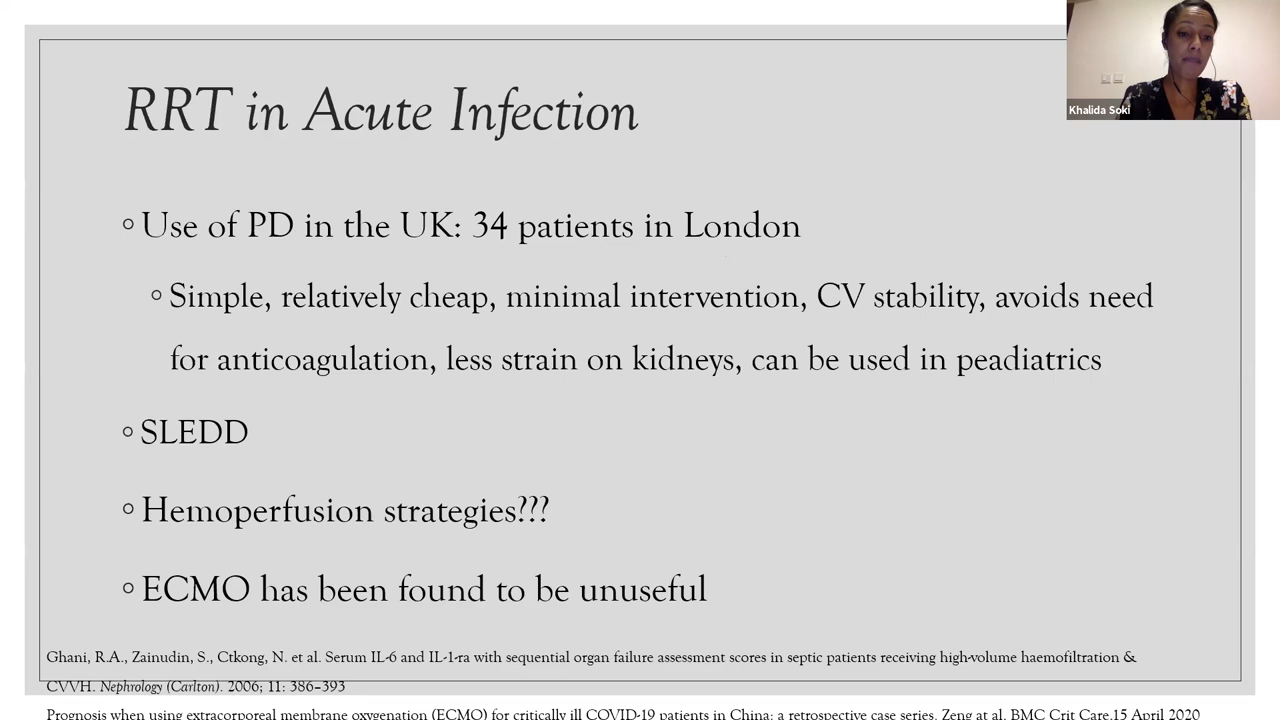 Khalida Soki
RRT in Acute Infection
◦Use of PD in the UK: 34 patients in London
◦Simple, relatively cheap, minimal intervention, CV stability, avoids need
for anticoagulation, less strain on kidneys, can be used in peadiatrics
◦SLEDD
◦Hemoperfusion strategies???
◦ECMO has been found to be unuseful
Ghani, R.A., Zainudin, S., Ctkong, N. et al. Serum IL-6 and IL-1-ra with sequential organ failure assessment scores in septic patients receiving high-volume haemofiltration &
CVVH. Nephrology (Carlton). 2006; 11: 386–393
Prognosis when using extracorporeal membrane oxygenation (ECMO) for critically ill COVID-19 patients in China: a retrospective case series. Zeng at al. BMC Crit Care.15 April 2020